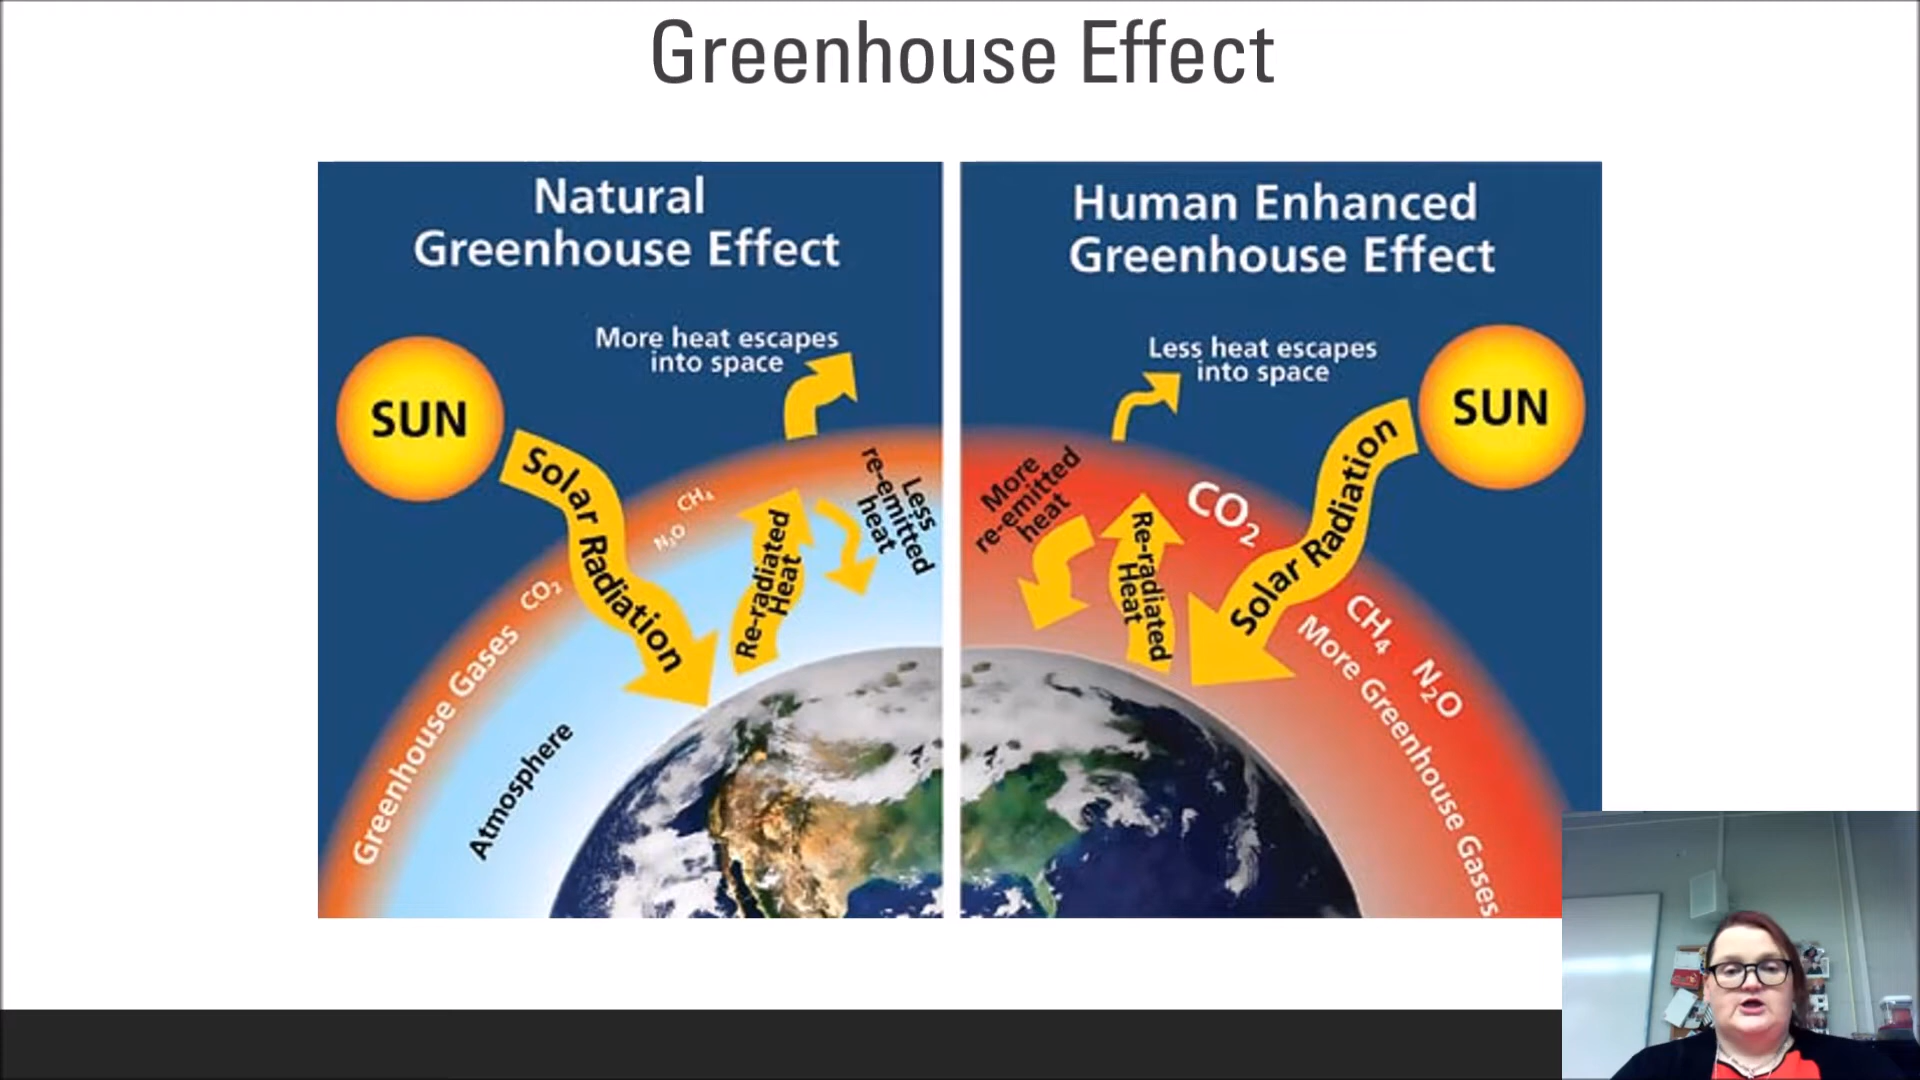 Greenhouse Effect
Natural
Greenhouse Effect
More heat escapes
into space
SUN
Solar Radiation
CH₄
N₂O
CO₂
Re-radiated
Heat
Less
re-emitted
heat
Greenhouse Gases
Atmosphere
Human Enhanced
Greenhouse Effect
Less heat escapes
into space
SUN
Solar Radiation
More
re-emitted
heat
Re-radiated
Heat
CO₂
CH₄
N₂O
More Greenhouse Gases